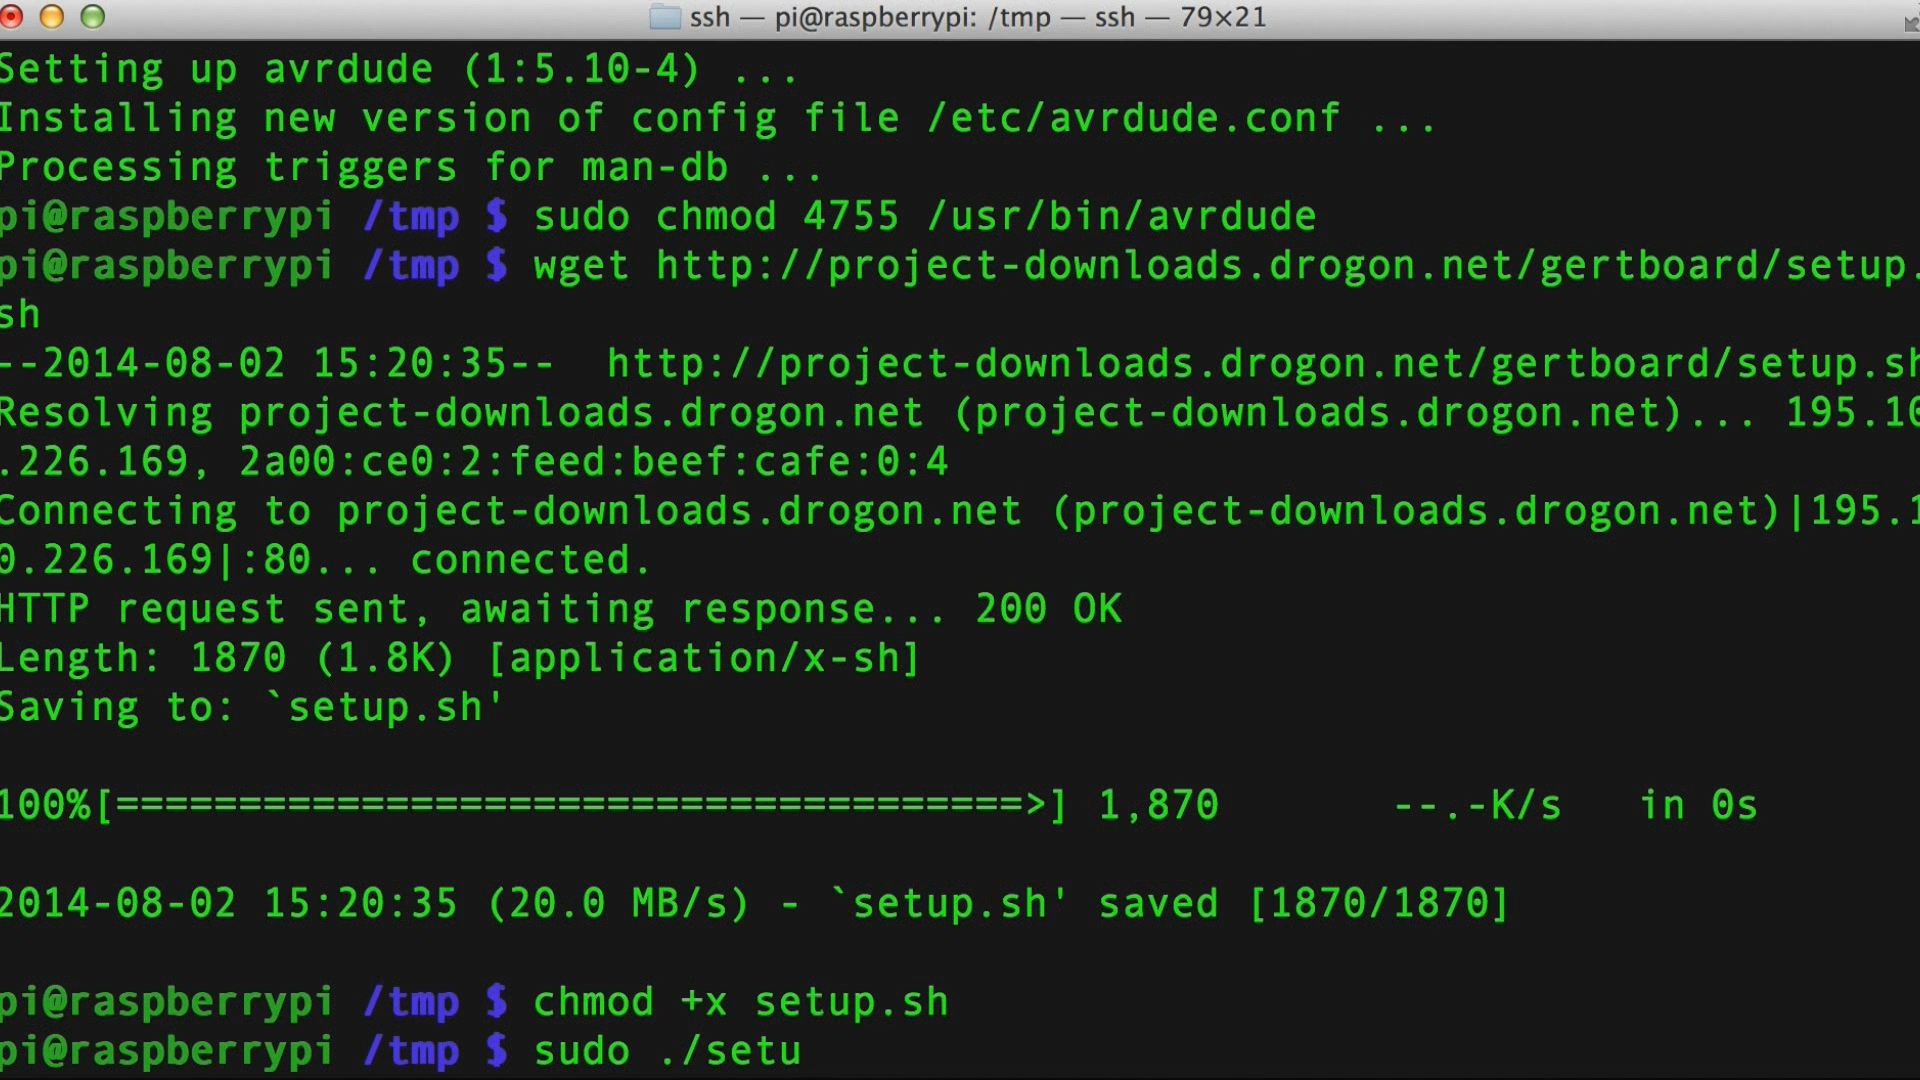 ssh — pi@raspberrypi: /tmp — ssh — 79×21
Setting up avrdude (1:5.10-4) ...
Installing new version of config file /etc/avrdude.conf ...
Processing triggers for man-db ...
pi@raspberrypi /tmp $ sudo chmod 4755 /usr/bin/avrdude
pi@raspberrypi /tmp $ wget http://project-downloads.drogon.net/gertboard/setup.
sh
--2014-08-02 15:20:35--  http://project-downloads.drogon.net/gertboard/setup.sh
Resolving project-downloads.drogon.net (project-downloads.drogon.net)... 195.10
.226.169, 2a00:ce0:2:feed:beef:cafe:0:4
Connecting to project-downloads.drogon.net (project-downloads.drogon.net)|195.1
0.226.169|:80... connected.
HTTP request sent, awaiting response... 200 OK
Length: 1870 (1.8K) [application/x-sh]
Saving to: `setup.sh'
100%[=====================================>] 1,870       --.-K/s   in 0s
2014-08-02 15:20:35 (20.0 MB/s) - `setup.sh' saved [1870/1870]
pi@raspberrypi /tmp $ chmod +x setup.sh
pi@raspberrypi /tmp $ sudo ./setu